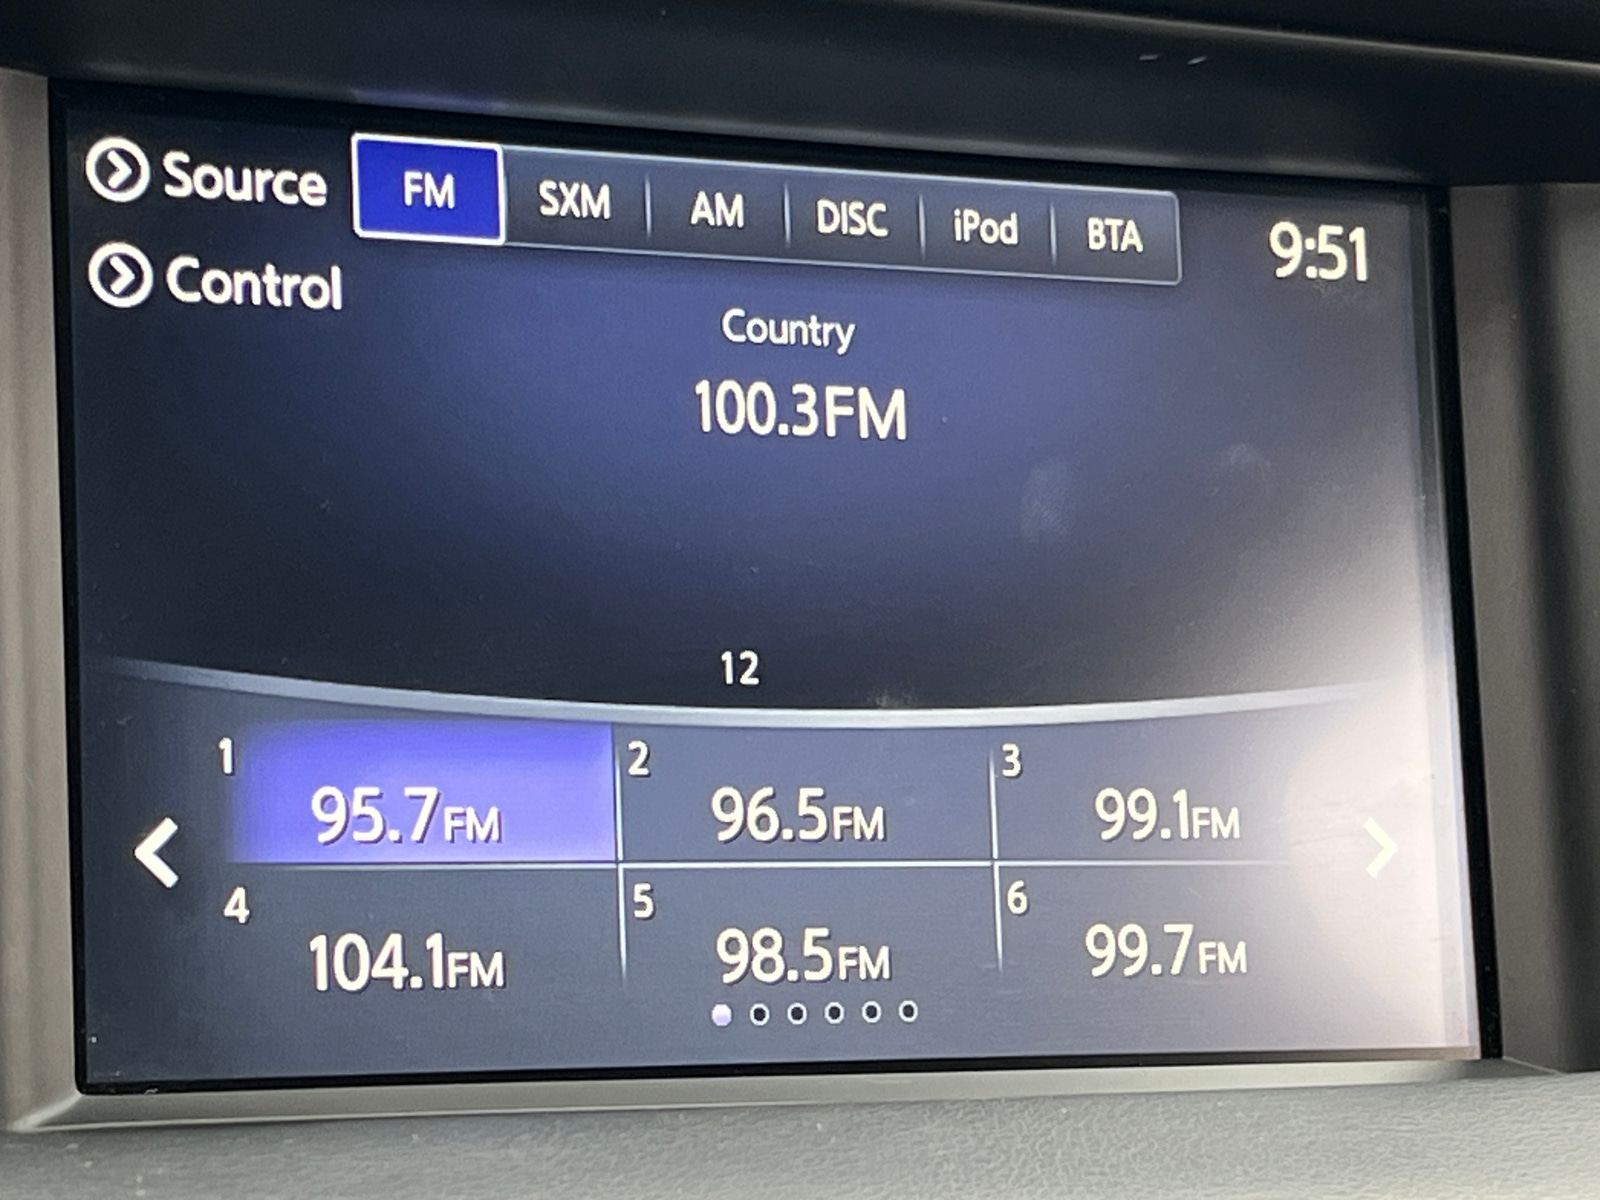 Source
FM SXM AM DISC iPod BTA
9:51
Control
Country
100.3FM
12
1 95.7FM
2 96.5FM
3 99.1FM
4 104.1FM
5 98.5FM
6 99.7FM